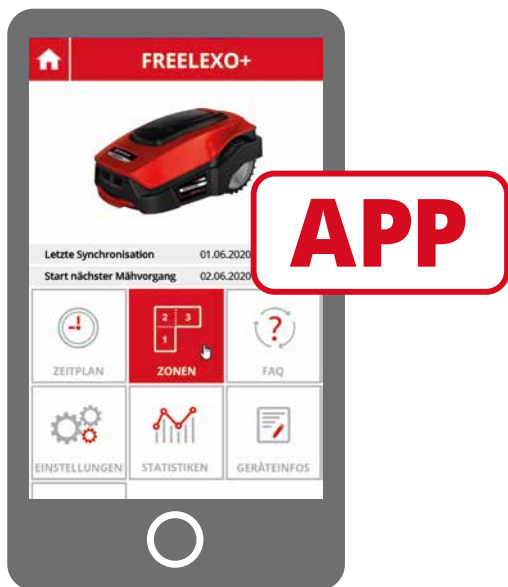 FREELEXO+
APP
Letzte Synchronisation 01.06.2020
Start nächster Mähvorgang 02.06.2020
2 3
1
ZEITPLAN ZONEN FAQ
EINSTELLUNGEN STATISTIKEN GERÄTEINFOS